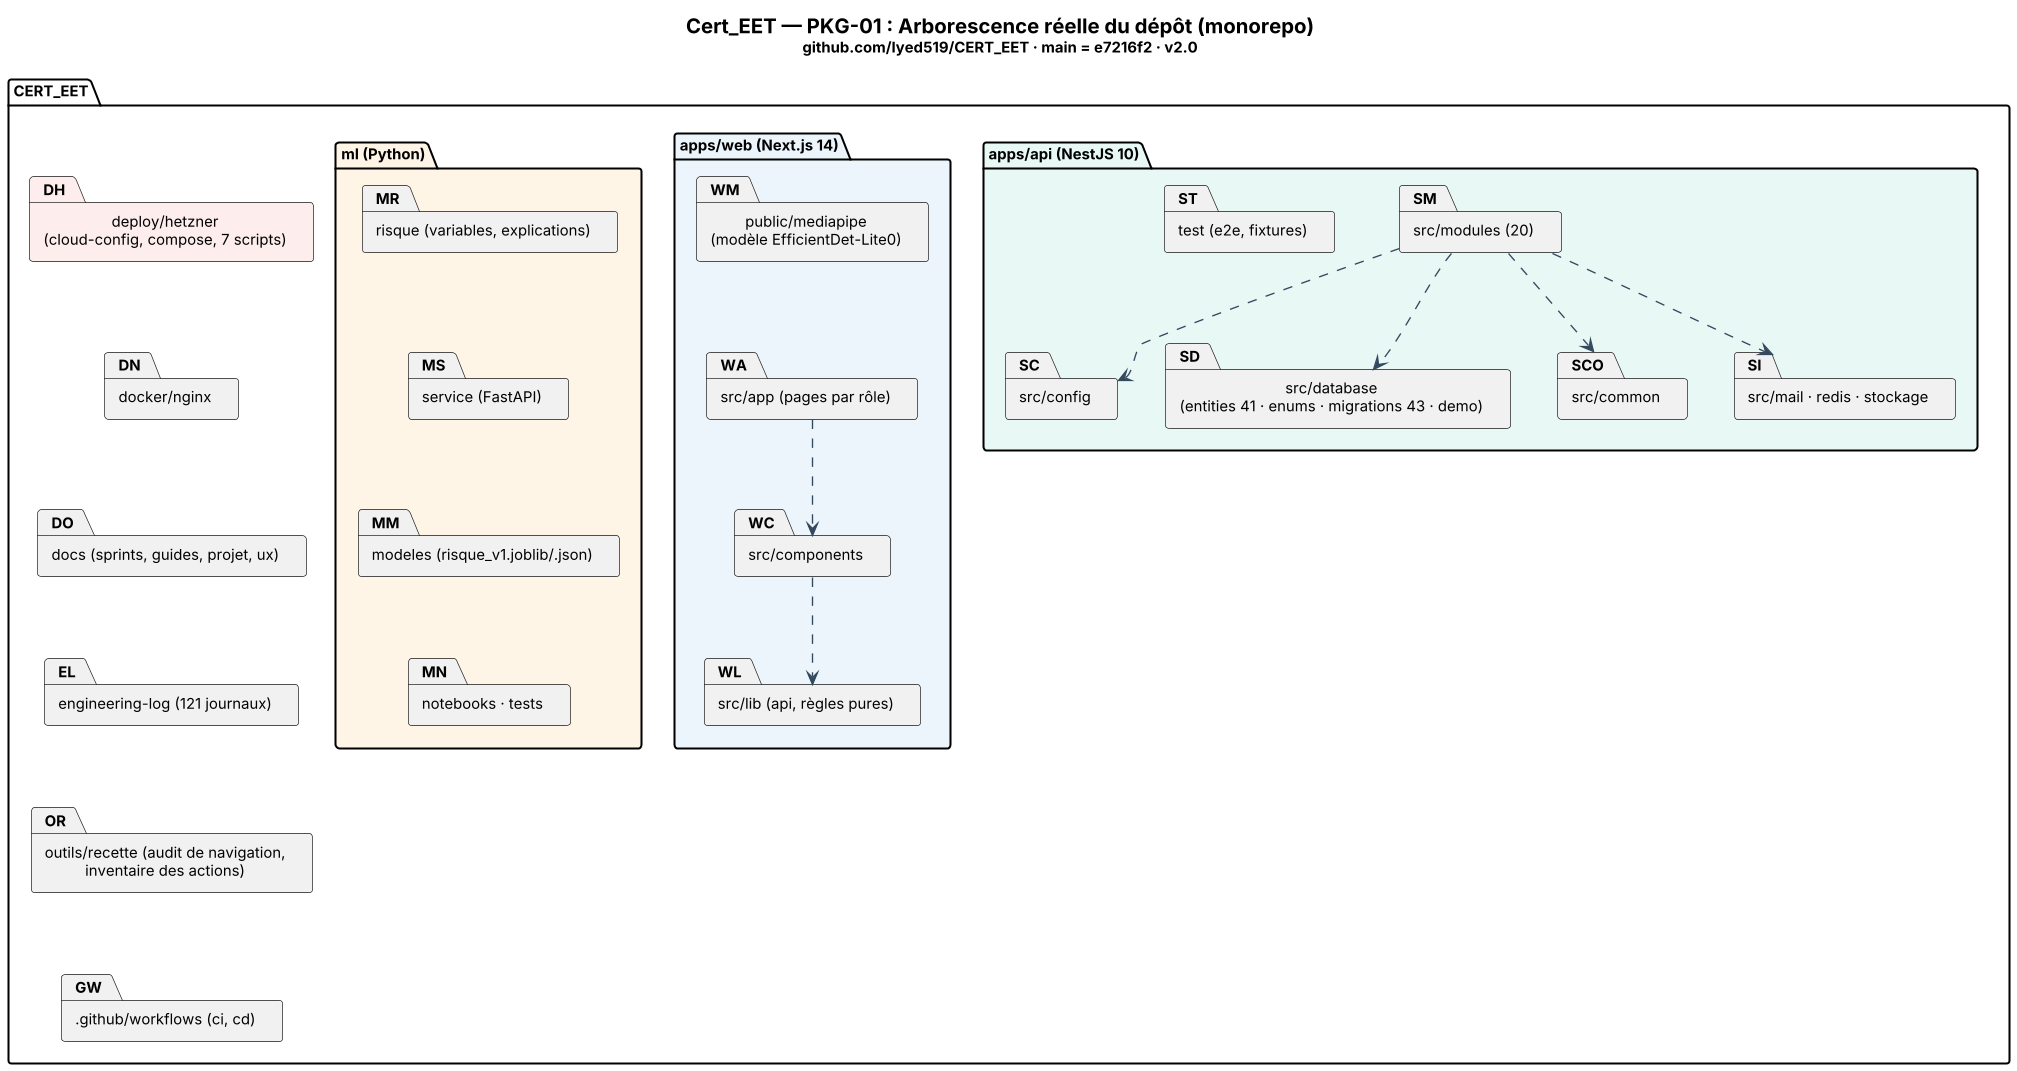 Cert_EET — PKG-01 : Arborescence réelle du dépôt (monorepo)
github.com/Iyed519/CERT_EET · main = e7216f2 · v2.0
CERT_EET
DH
deploy/hetzner
(cloud-config, compose, 7 scripts)
DN
docker/nginx
DO
docs (sprints, guides, projet, ux)
EL
engineering-log (121 journaux)
OR
outils/recette (audit de navigation,
inventaire des actions)
GW
.github/workflows (ci, cd)
ml (Python)
MR
risque (variables, explications)
MS
service (FastAPI)
MM
modeles (risque_v1.joblib/.json)
MN
notebooks · tests
apps/web (Next.js 14)
WM
public/mediapipe
(modèle EfficientDet-Lite0)
WA
src/app (pages par rôle)
WC
src/components
WL
src/lib (api, règles pures)
apps/api (NestJS 10)
ST
test (e2e, fixtures)
SM
src/modules (20)
SC
src/config
SD
src/database
(entities 41 · enums · migrations 43 · demo)
SCO
src/common
SI
src/mail · redis · stockage